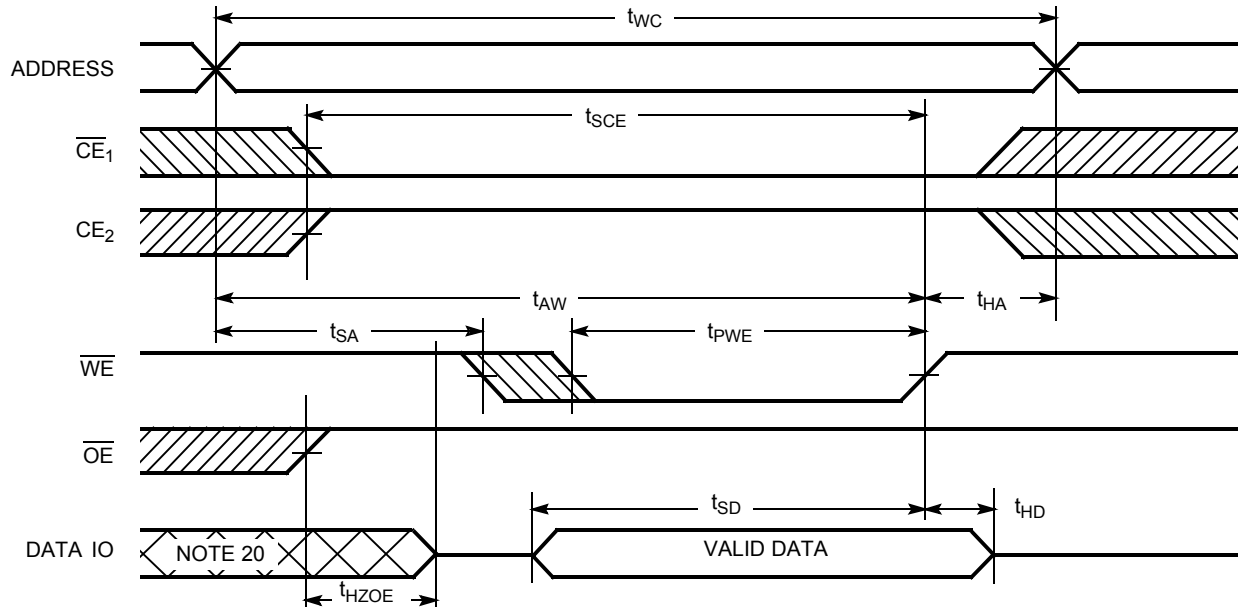 tWC
ADDRESS
tSCE
CE1
CE2
tAW
tHA
tSA
tPWE
WE
OE
tSD
tHD
DATA IO
NOTE 20
VALID DATA
tHZOE